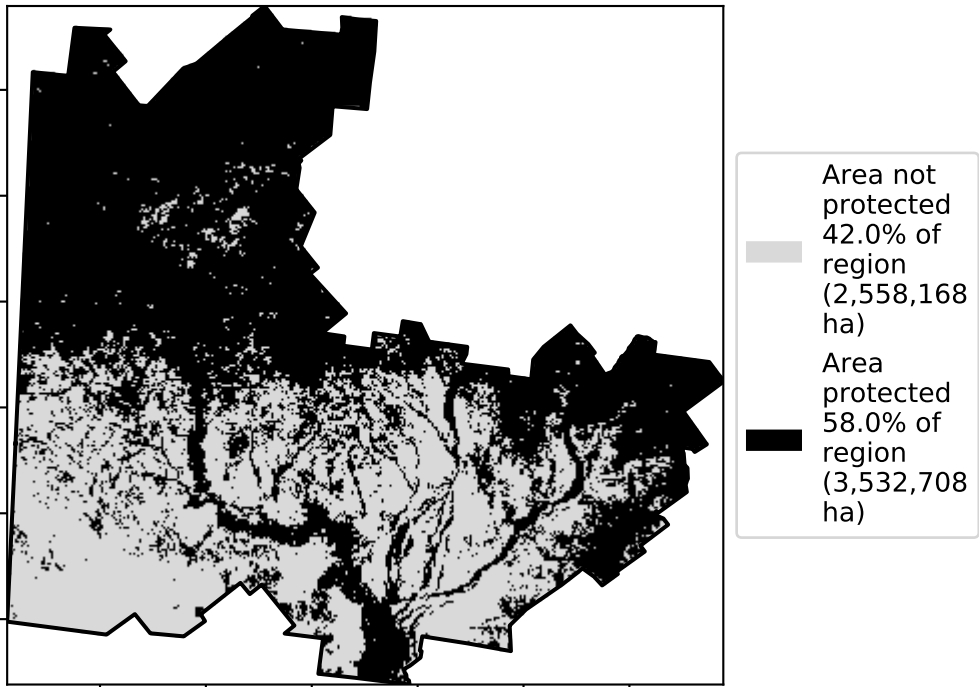 Area not
protected
42.0% of
region
(2,558,168
ha)
Area
protected
58.0% of
region
(3,532,708
ha)